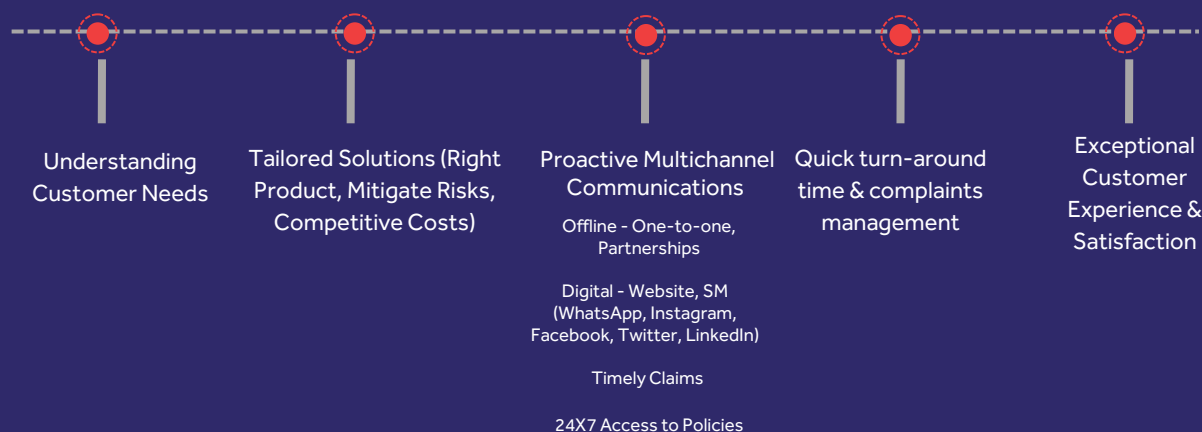 Understanding
Customer Needs
Tailored Solutions (Right
Product, Mitigate Risks,
Competitive Costs)
Proactive Multichannel
Communications
Offline - One-to-one,
Partnerships
Digital - Website, SM
(WhatsApp, Instagram,
Facebook, Twitter, LinkedIn)
Timely Claims
24X7 Access to Policies
Quick turn-around
time & complaints
management
Exceptional
Customer
Experience &
Satisfaction